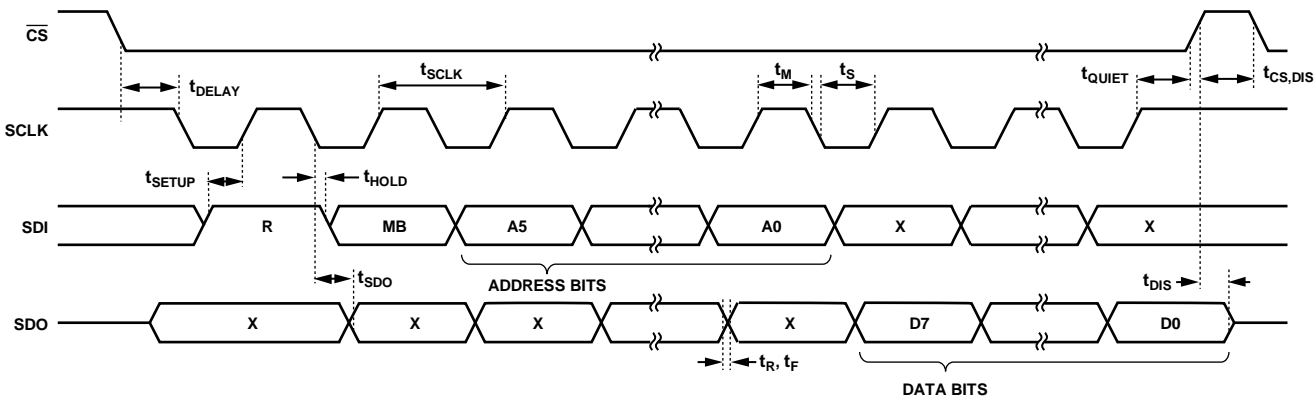 CS
tDELAY
tSCLK
tM
tS
tQUIET
tCS,DIS
SCLK
tSETUP
tHOLD
SDI
R
MB
A5
A0
X
X
tSDO
ADDRESS BITS
tDIS
SDO
X
X
X
X
D7
D0
tR, tF
DATA BITS